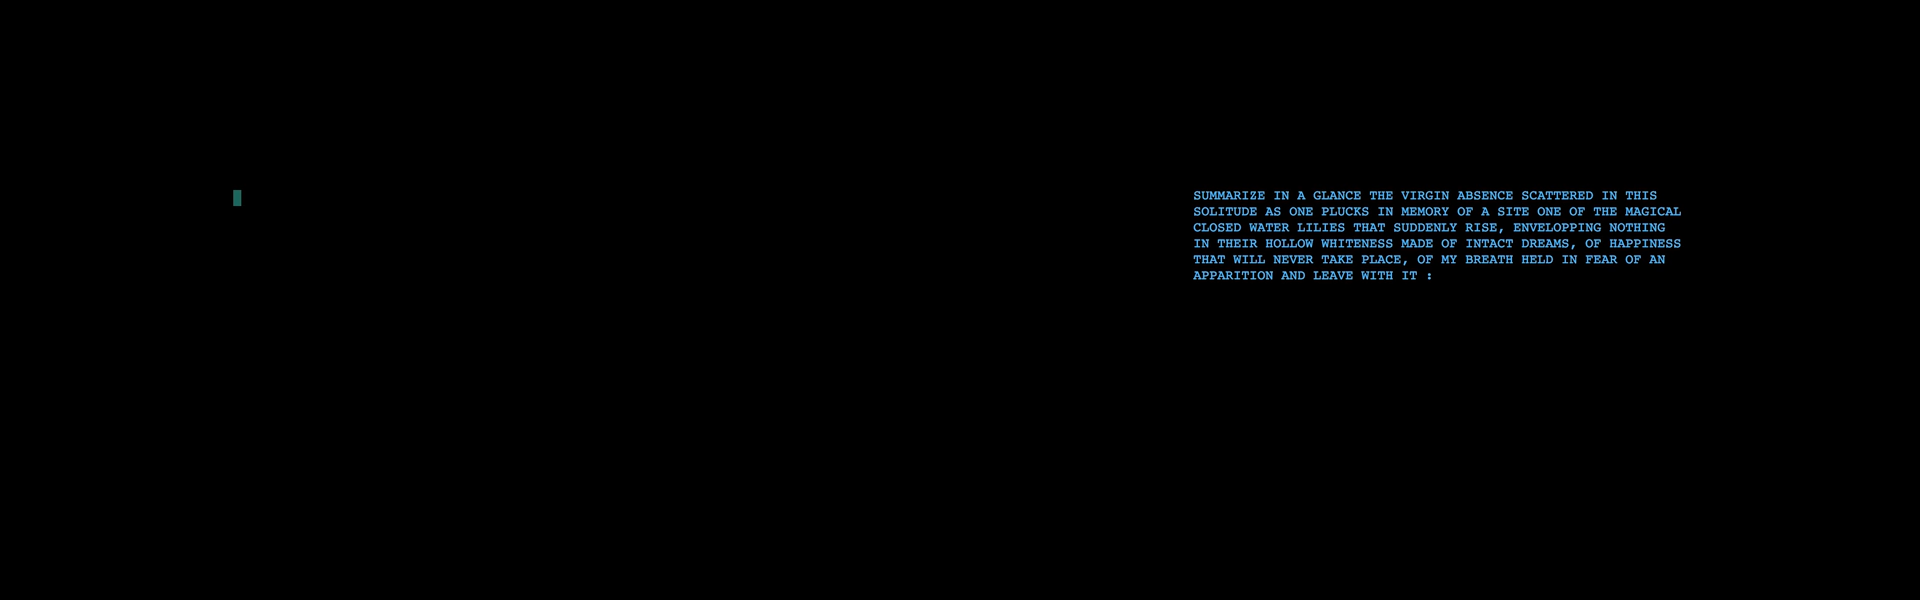 SUMMARIZE IN A GLANCE THE VIRGIN ABSENCE SCATTERED IN THIS
SOLITUDE AS ONE PLUCKS IN MEMORY OF A SITE ONE OF THE MAGICAL
CLOSED WATER LILIES THAT SUDDENLY RISE, ENVELOPPING NOTHING
IN THEIR HOLLOW WHITENESS MADE OF INTACT DREAMS, OF HAPPINESS
THAT WILL NEVER TAKE PLACE, OF MY BREATH HELD IN FEAR OF AN
APPARITION AND LEAVE WITH IT :